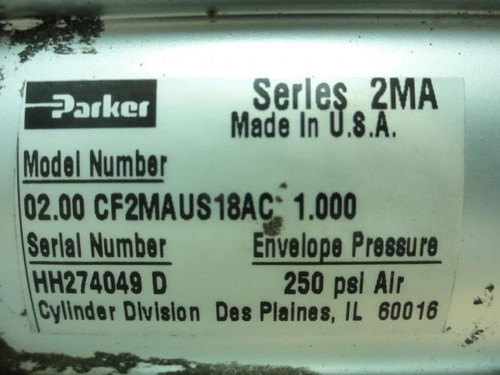 Parker
Series 2MA
Made In U.S.A.
Model Number
02.00 CF2MAUS18AC 1.000
Serial Number Envelope Pressure
HH274049 D 250 psi Air
Cylinder Division Des Plaines, IL 60016